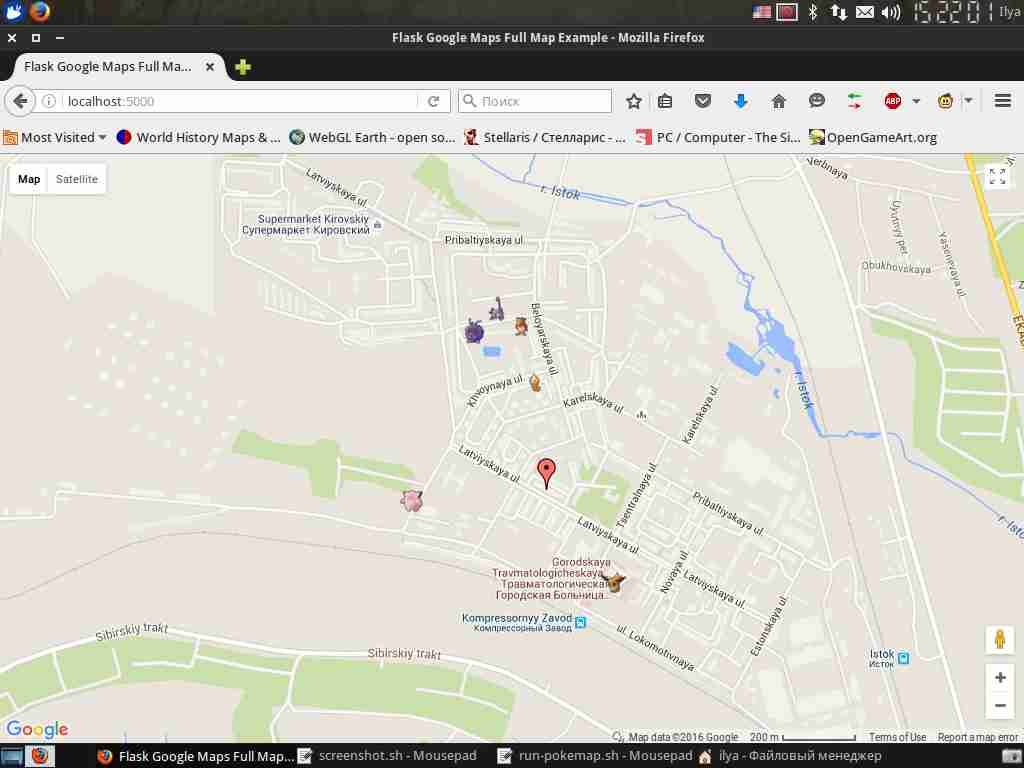 15:22:01 Ilya
Flask Google Maps Full Map Example - Mozilla Firefox
Flask Google Maps Full Ma...
localhost:5000
Поиск
ABP
Most Visited
World History Maps & ...
WebGL Earth - open so...
Stellaris / Стелларис - ...
PC / Computer - The Si...
OpenGameArt.org
Map Satellite
Latviyskaya ul
r. Istok
Verbnaya
Supermarket Kirovskiy
Супермаркет Кировский
Pribaltiyskaya ul
Uyutnyy per
Yasenevaya ul
Obukhovskaya
Beloyarskaya ul
Khvoynaya ul
Karelskaya ul
Karelskaya ul
r. Istok
Latviyskaya ul
Tsentralnaya ul
Pribaltiyskaya ul
r. Istok
Latviyskaya ul
Gorodskaya
Travmatologicheskaya
Травматологическая
Городская Больница...
Novaya ul
Latviyskaya ul
Estonskaya ul
Kompressornyy Zavod
Компрессорный Завод
ul. Lokomotivnaya
Sibirskiy trakt
Sibirskiy trakt
Istok
Исток
+
−
Google
Map data ©2016 Google
200 m
Terms of Use
Report a map error
Flask Google Maps Full Map...
screenshot.sh - Mousepad
run-pokemap.sh - Mousepad
ilya - Файловый менеджер